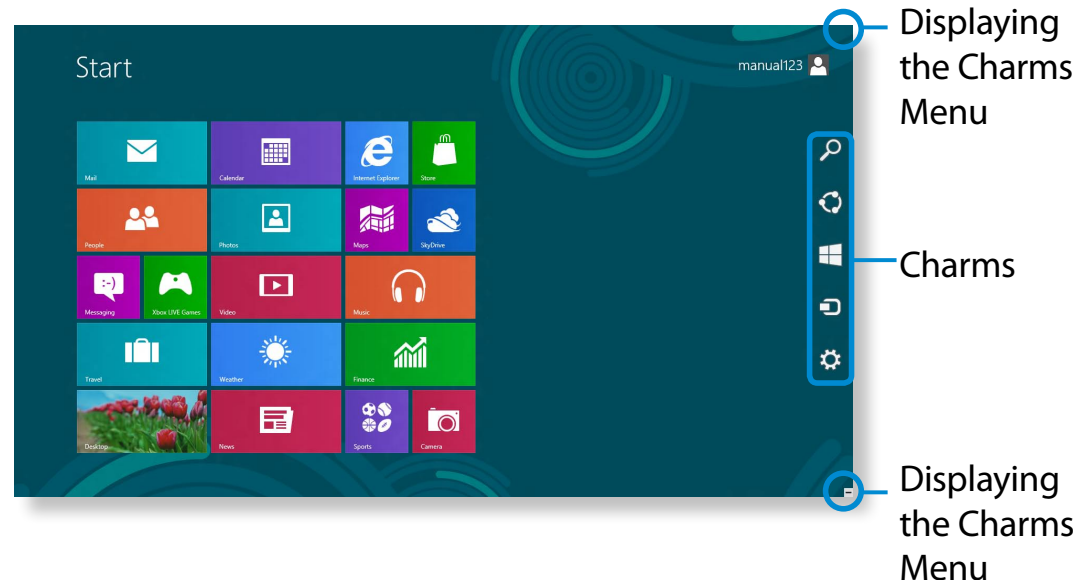 Displaying
the Charms
Menu
Start
manual123
Mail
Calendar
Internet Explorer
Store
People
Photos
Maps
SkyDrive
:-)
Messaging
Xbox LIVE Games
Video
Music
Travel
Weather
Finance
Desktop
News
Sports
Camera
Charms
Displaying
the Charms
Menu